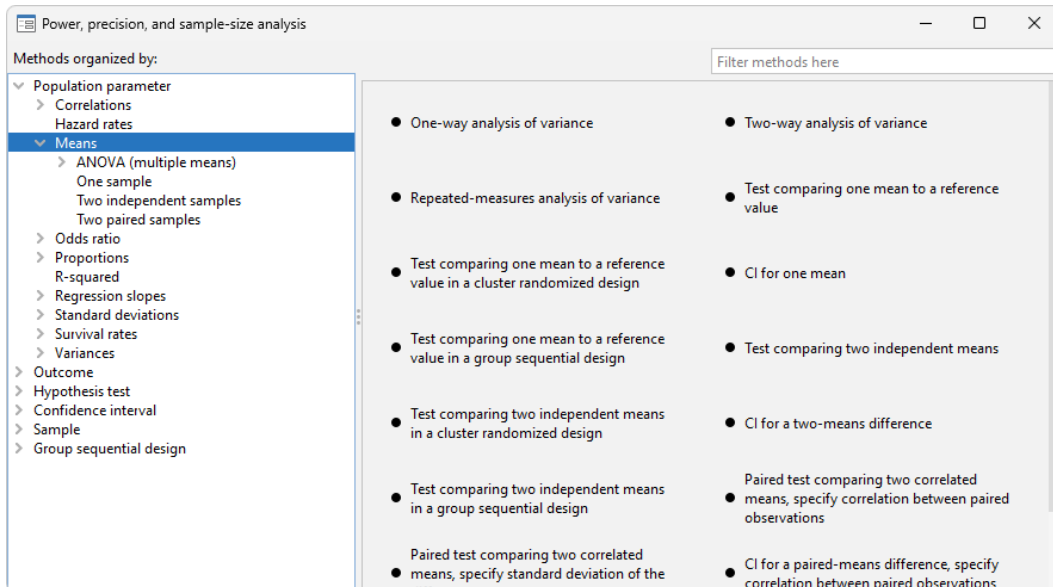 Power, precision, and sample-size analysis
Methods organized by:
Filter methods here
Population parameter
Correlations
Hazard rates
Means
ANOVA (multiple means)
One sample
Two independent samples
Two paired samples
Odds ratio
Proportions
R-squared
Regression slopes
Standard deviations
Survival rates
Variances
Outcome
Hypothesis test
Confidence interval
Sample
Group sequential design
One-way analysis of variance
Two-way analysis of variance
Repeated-measures analysis of variance
Test comparing one mean to a reference
value
Test comparing one mean to a reference
value in a cluster randomized design
CI for one mean
Test comparing one mean to a reference
value in a group sequential design
Test comparing two independent means
Test comparing two independent means
in a cluster randomized design
CI for a two-means difference
Test comparing two independent means
in a group sequential design
Paired test comparing two correlated
means, specify correlation between paired
observations
Paired test comparing two correlated
means, specify standard deviation of the
CI for a paired-means difference, specify
correlation between paired observations